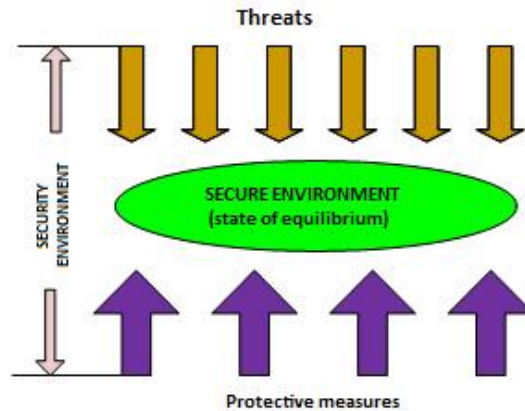 Threats
SECURITY
ENVIRONMENT
SECURE ENVIRONMENT
(state of equilibrium)
Protective measures